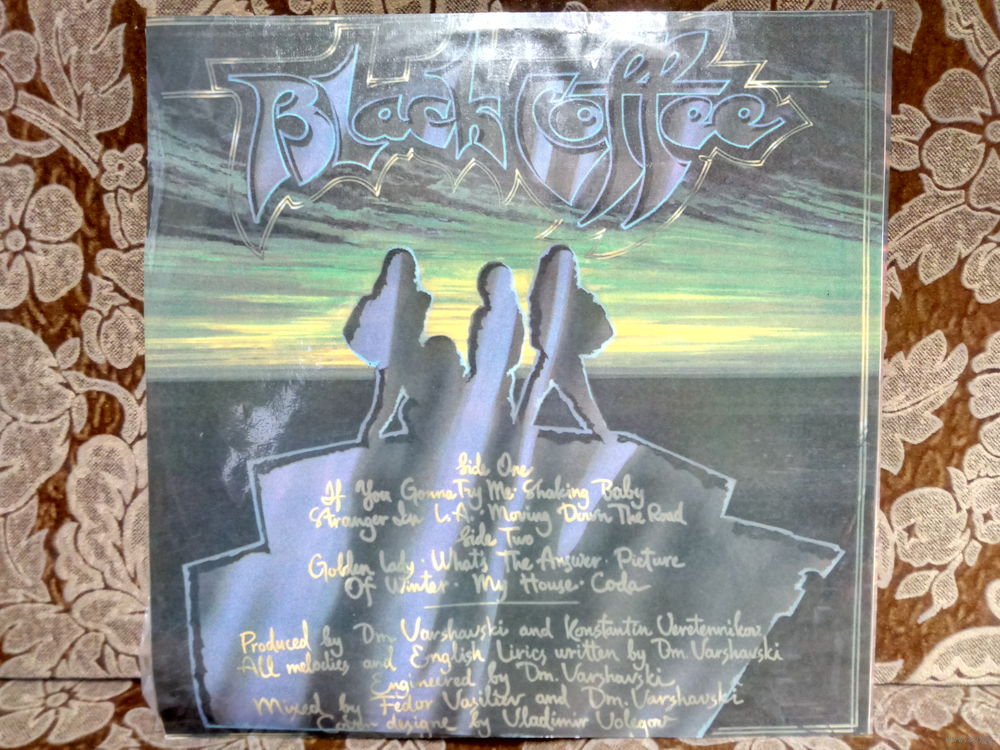 Black Coffee
Side One
If You Gonna Try Me · Shaking Baby
Stranger In L.A. · Moving Down The Road
Side Two
Golden Lady · What's The Answer · Picture
Of Winter · My House · Coda
Produced by Dm. Varshavski and Konstantin Veretennikov
All melodies and English Lirics written by Dm. Varshavski
Engineered by Dm. Varshavski
Mixed by Fedor Vasiliev and Dm. Varshavski
designe by Vladimir Volegov